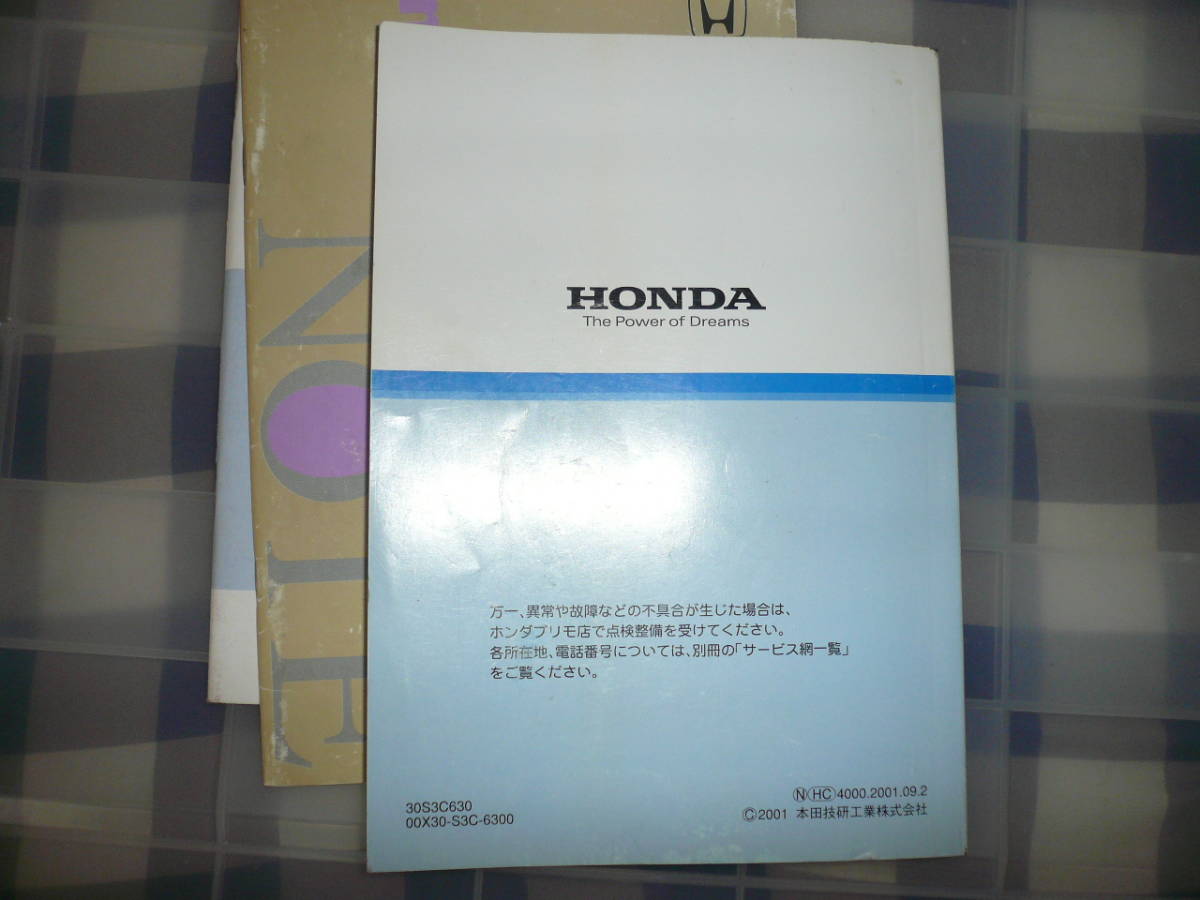 HONDA
The Power of Dreams
万一、異常や故障などの不具合が生じた場合は、
ホンダプリモ店で点検整備を受けてください。
各所在地、電話番号については、別冊の「サービス網一覧」
をご覧ください。
30S3C630
00X30-S3C-6300
Ⓝ HC 4000.2001.09.2
©2001 本田技研工業株式会社